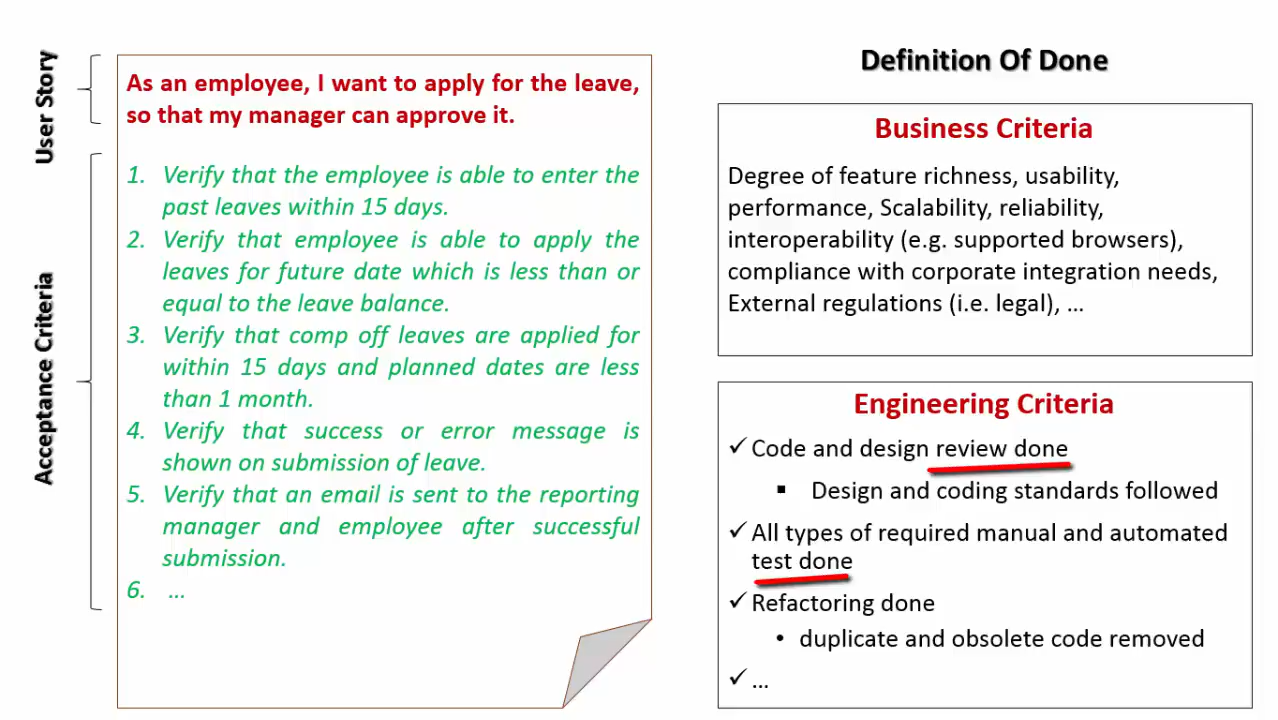 User Story
As an employee, I want to apply for the leave,
so that my manager can approve it.
Acceptance Criteria
1. Verify that the employee is able to enter the
past leaves within 15 days.
2. Verify that employee is able to apply the
leaves for future date which is less than or
equal to the leave balance.
3. Verify that comp off leaves are applied for
within 15 days and planned dates are less
than 1 month.
4. Verify that success or error message is
shown on submission of leave.
5. Verify that an email is sent to the reporting
manager and employee after successful
submission.
6. ...
Definition Of Done
Business Criteria
Degree of feature richness, usability,
performance, Scalability, reliability,
interoperability (e.g. supported browsers),
compliance with corporate integration needs,
External regulations (i.e. legal), ...
Engineering Criteria
✓ Code and design review done
▪ Design and coding standards followed
✓ All types of required manual and automated
test done
✓ Refactoring done
• duplicate and obsolete code removed
✓ ...